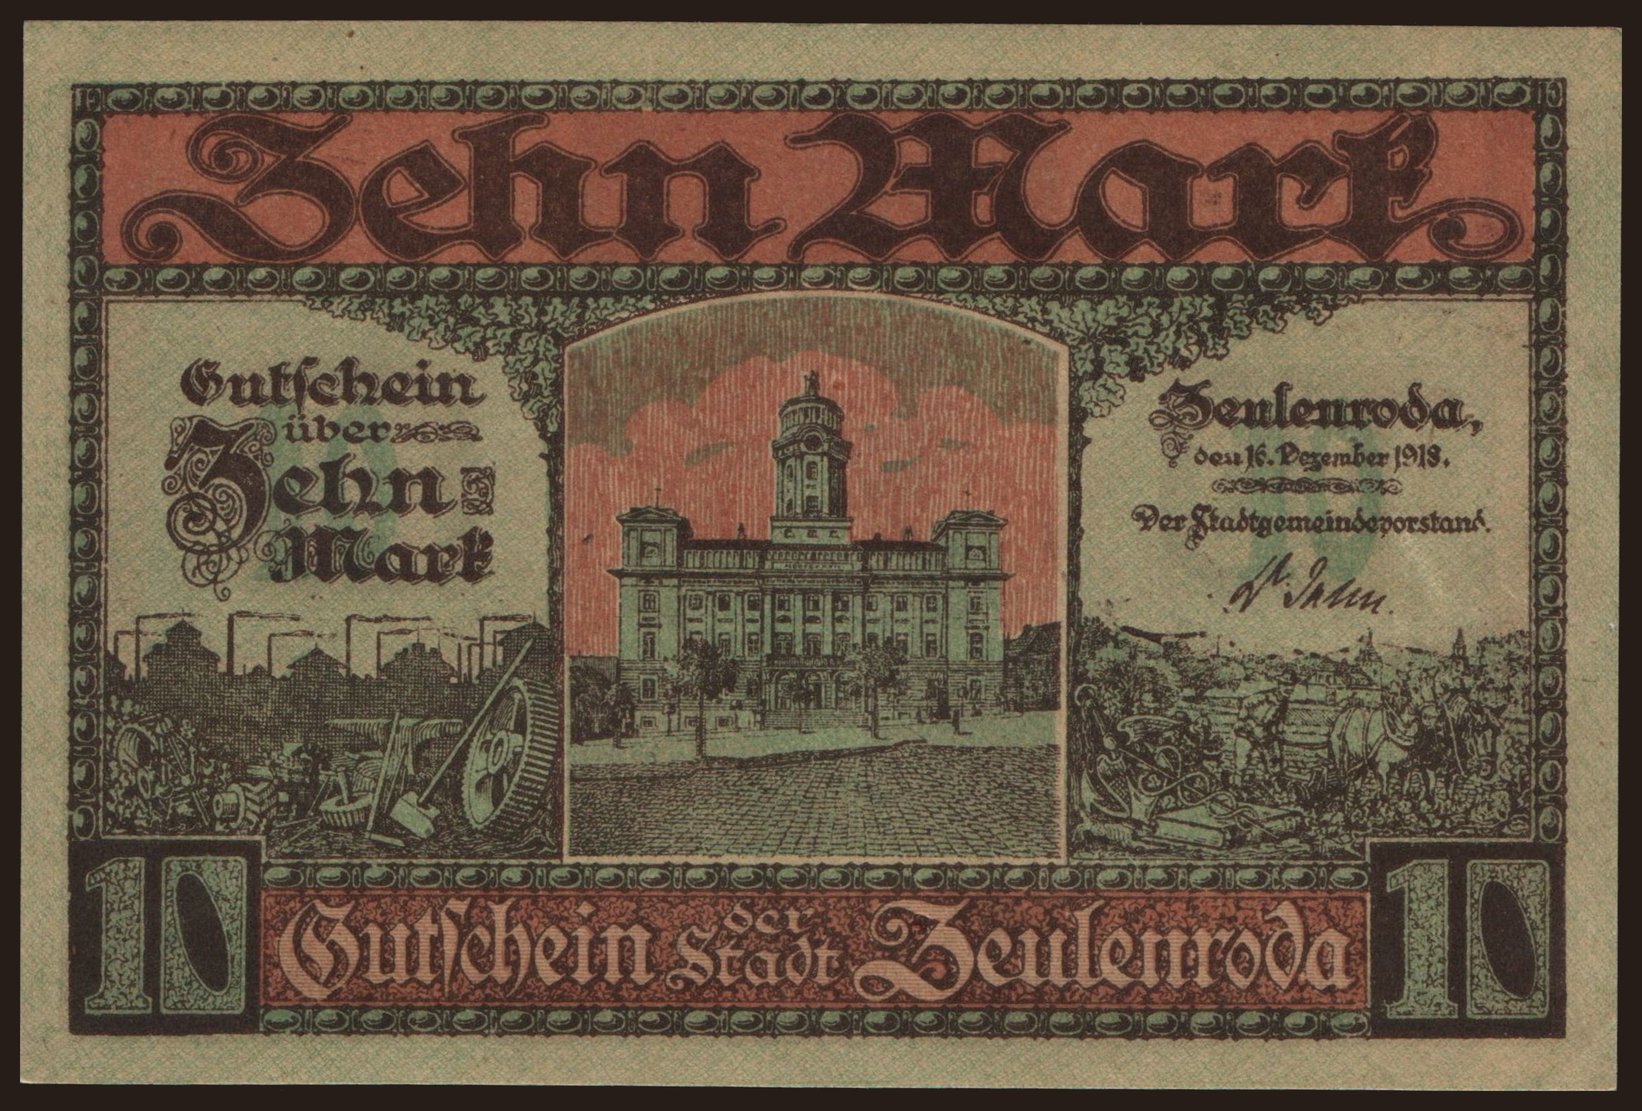 Zehn Mark
Gutschein
über
Zehn
Mark
Zeulenroda,
den 16. Dezember 1918.
Der Stadtgemeindevorstand.
10
Gutschein der Stadt Zeulenroda
10